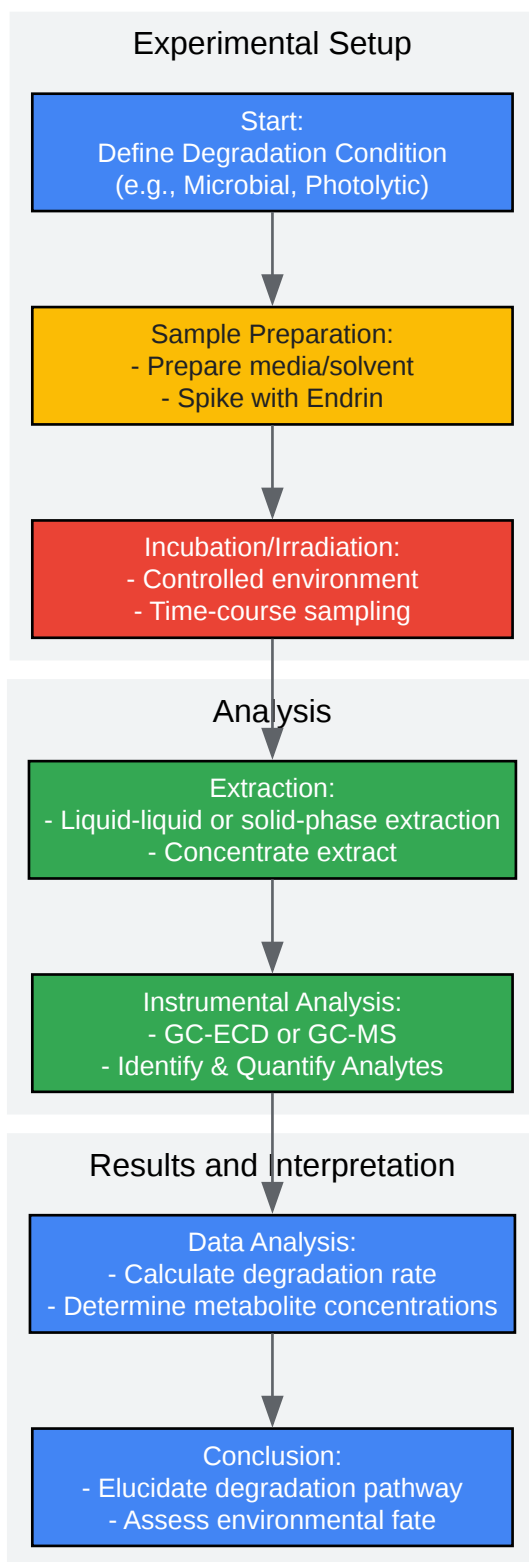 Experimental Setup
Start:
Define Degradation Condition
(e.g., Microbial, Photolytic)
Sample Preparation:
- Prepare media/solvent
- Spike with Endrin
Incubation/Irradiation:
- Controlled environment
- Time-course sampling
Analysis
Extraction:
- Liquid-liquid or solid-phase extraction
- Concentrate extract
Instrumental Analysis:
- GC-ECD or GC-MS
- Identify & Quantify Analytes
Results and Interpretation
Data Analysis:
- Calculate degradation rate
- Determine metabolite concentrations
Conclusion:
- Elucidate degradation pathway
- Assess environmental fate